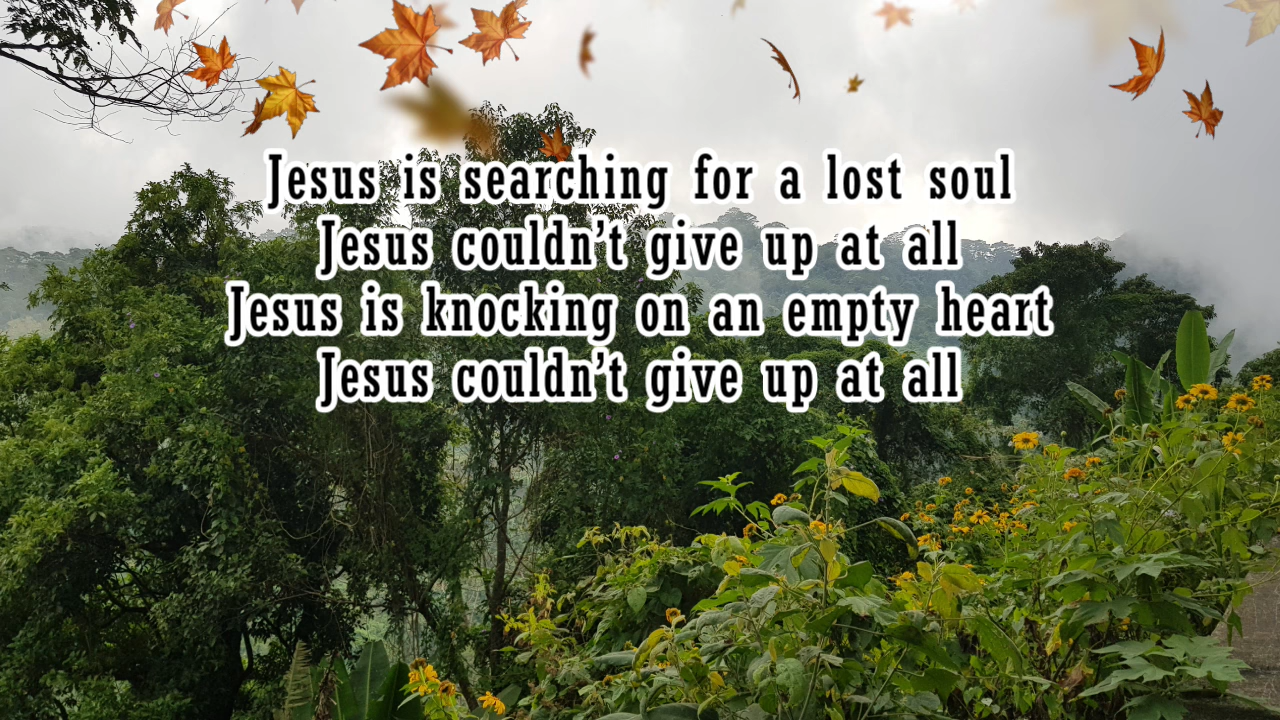 Jesus is searching for a lost soul
Jesus couldn’t give up at all
Jesus is knocking on an empty heart
Jesus couldn’t give up at all